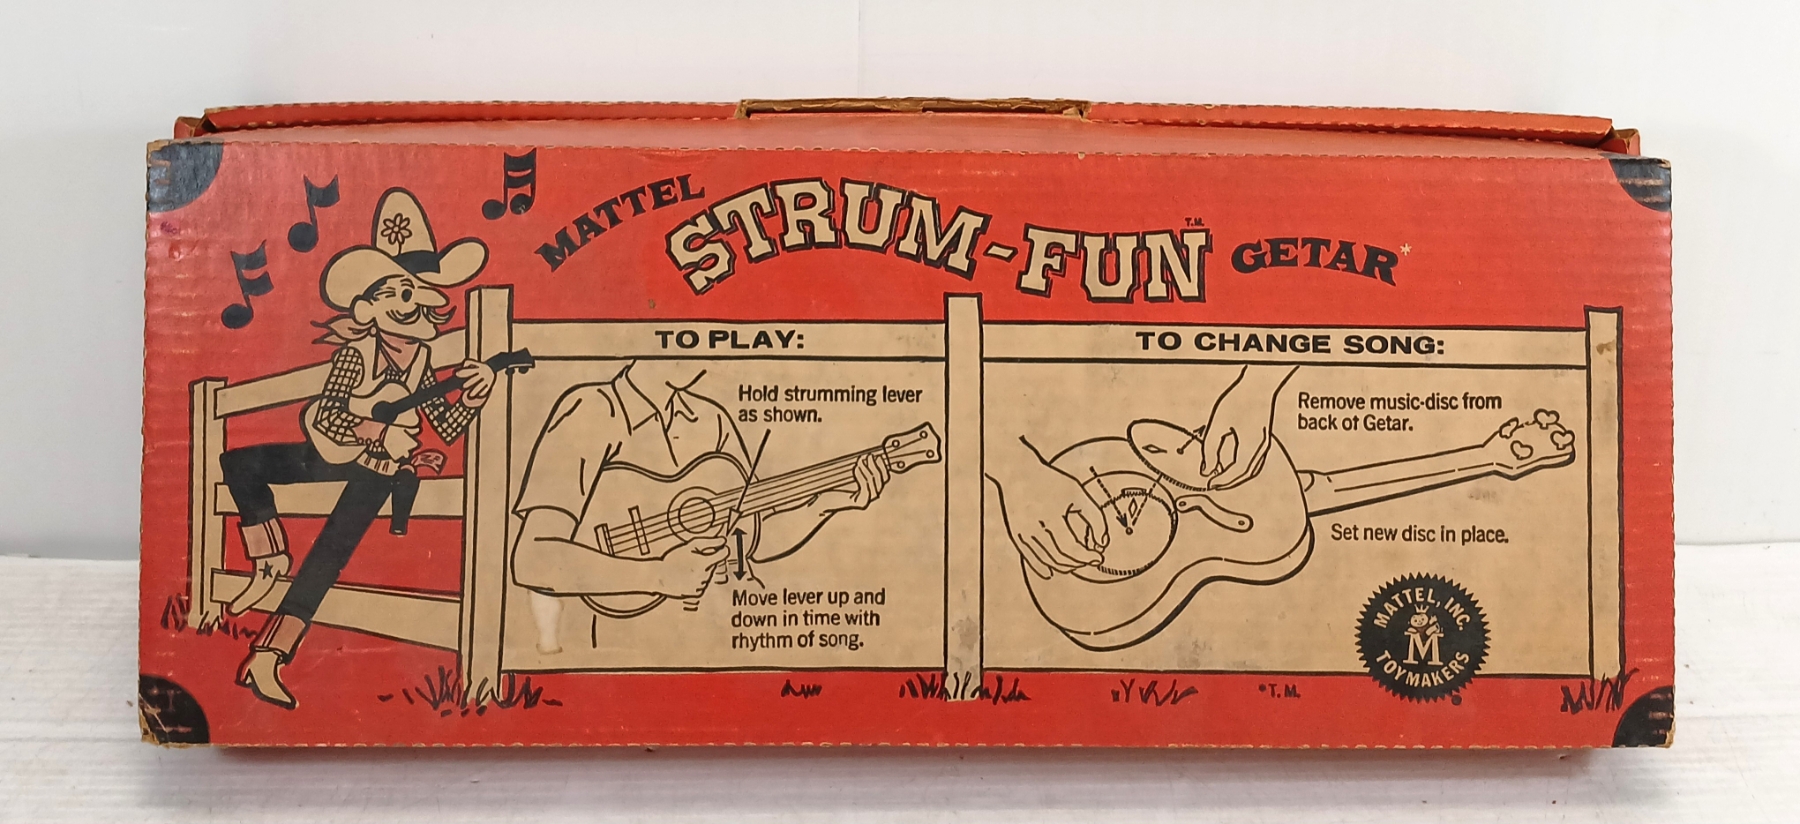 MATTEL STRUM-FUN T.M. GETAR*
TO PLAY:
Hold strumming lever
as shown.
Move lever up and
down in time with
rhythm of song.
TO CHANGE SONG:
Remove music-disc from
back of Getar.
Set new disc in place.
MATTEL, INC.
M
TOYMAKERS
*T.M.